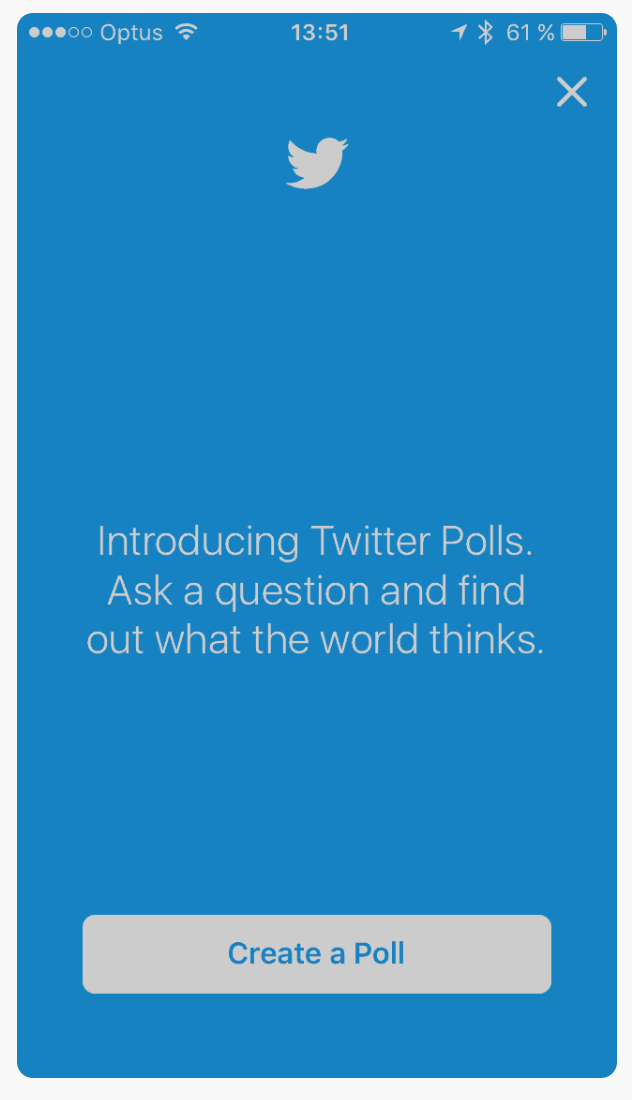 Optus 13:51 61 %
Introducing Twitter Polls.
Ask a question and find
out what the world thinks.
Create a Poll